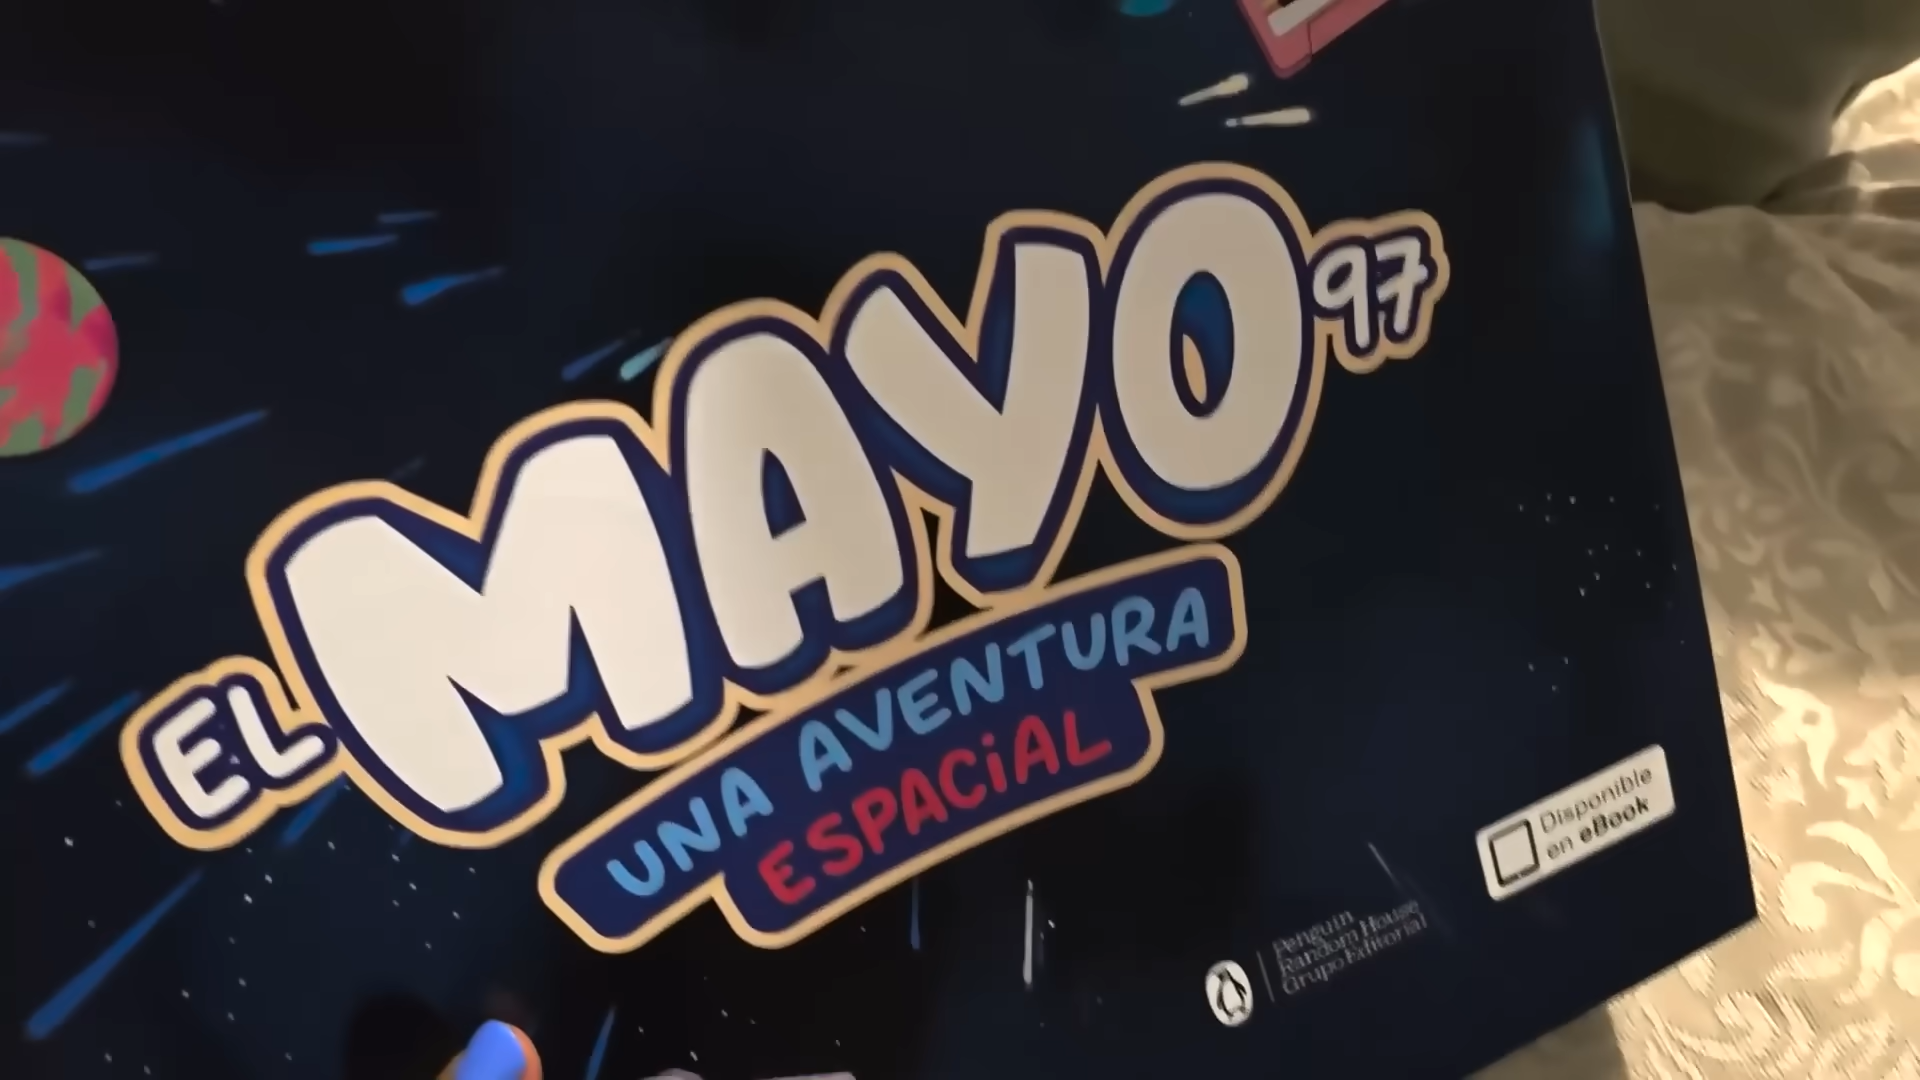 EL MAYO 97
UNA AVENTURA
ESPACiAL
Disponible
en eBook
Penguin
Random House
Grupo Editorial